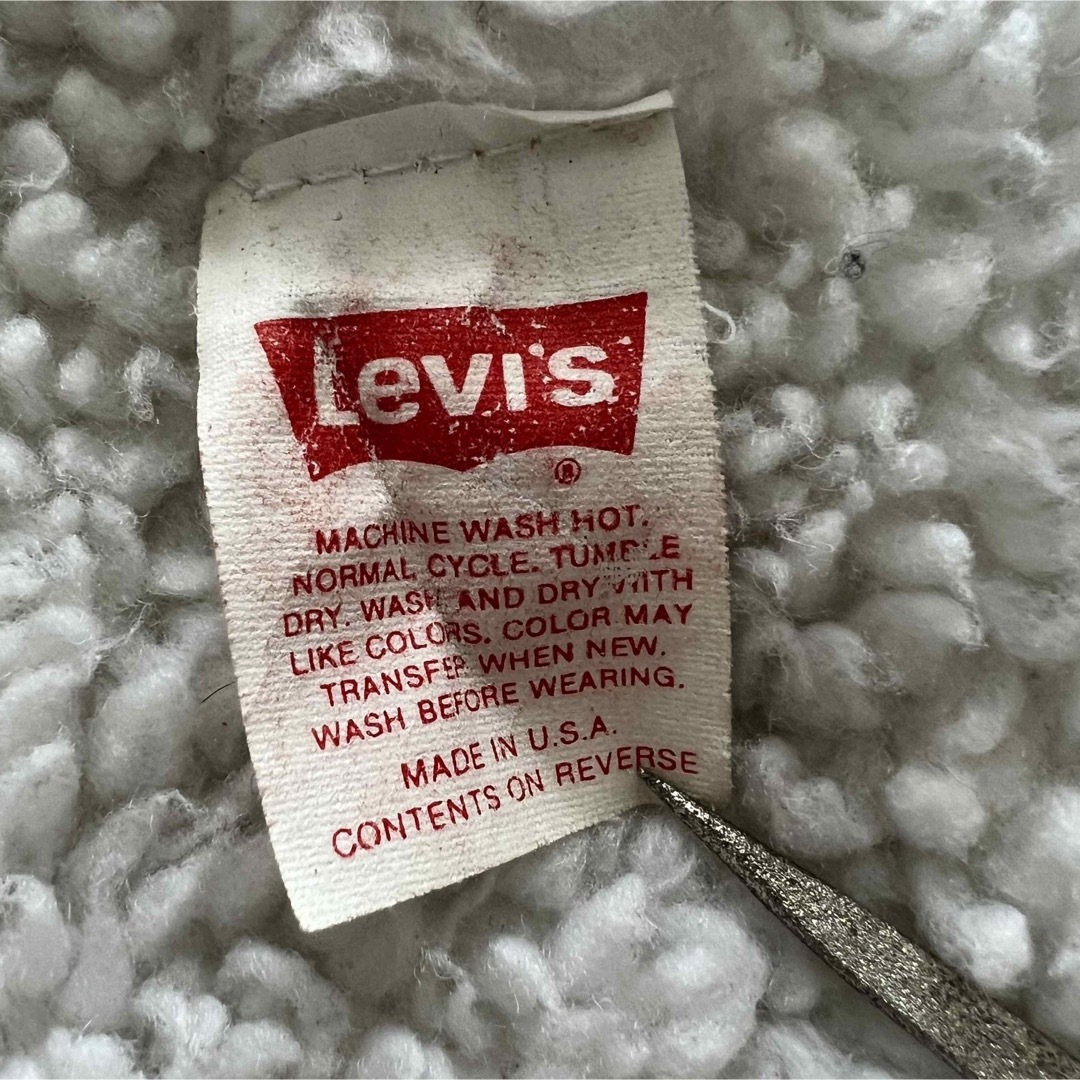 Levi's
®
MACHINE WASH HOT.
NORMAL CYCLE. TUMBLE
DRY. WASH AND DRY WITH
LIKE COLORS. COLOR MAY
TRANSFER WHEN NEW.
WASH BEFORE WEARING.
MADE IN U.S.A.
CONTENTS ON REVERSE